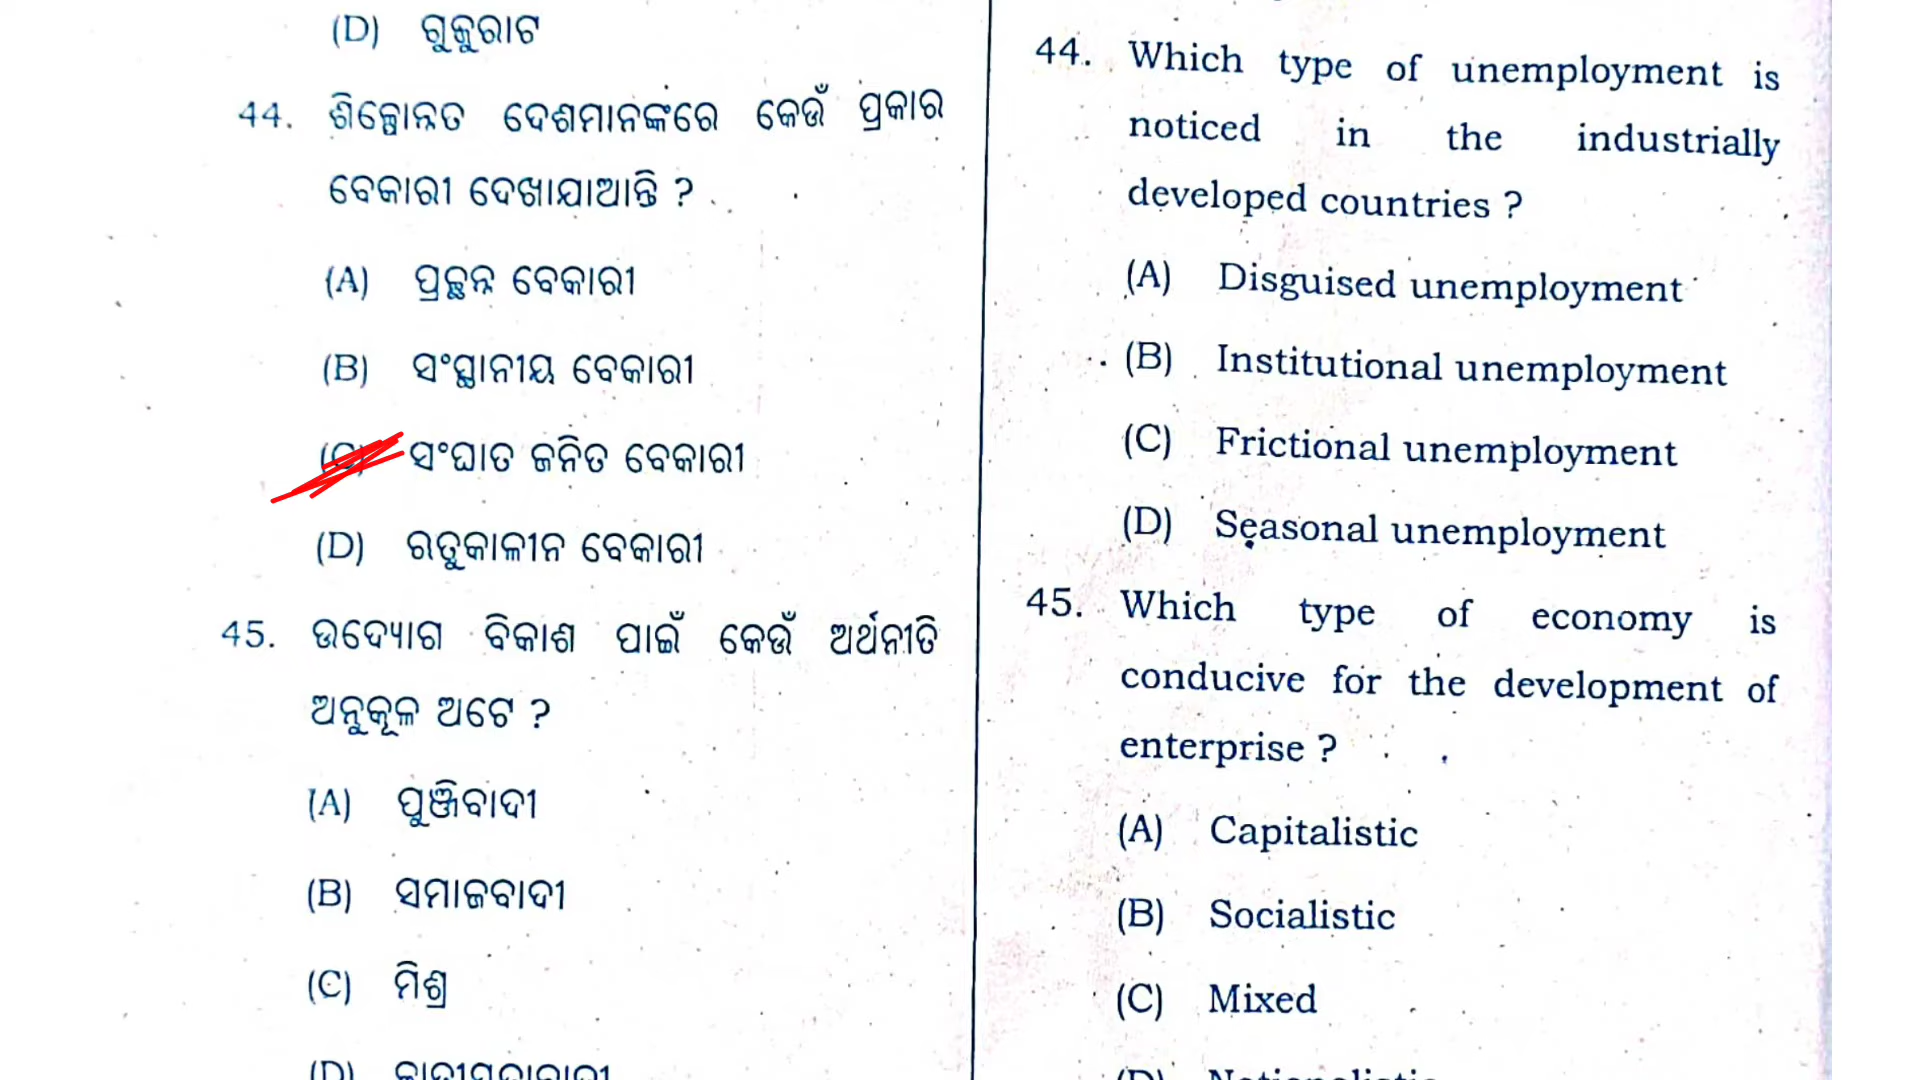 (D) ଗୁଜୁରାଟ
44. ଶିଳ୍ପୋନ୍ନତ ଦେଶମାନଙ୍କରେ କେଉଁ ପ୍ରକାର
ବେକାରୀ ଦେଖାଯାଆନ୍ତି ?
(A) ପ୍ରଚ୍ଛନ୍ନ ବେକାରୀ
(B) ସଂସ୍ଥାନୀୟ ବେକାରୀ
(C) ସଂଘାତ ଜନିତ ବେକାରୀ
(D) ଋତୁକାଳୀନ ବେକାରୀ
45. ଉଦ୍ୟୋଗ ବିକାଶ ପାଇଁ କେଉଁ ଅର୍ଥନୀତି
ଅନୁକୂଳ ଅଟେ ?
(A) ପୁଞ୍ଜିବାଦୀ
(B) ସମାଜବାଦୀ
(C) ମିଶ୍ର
(D)
44. Which type of unemployment is
noticed in the industrially
developed countries ?
(A) Disguised unemployment
(B) Institutional unemployment
(C) Frictional unemployment
(D) Seasonal unemployment
45. Which type of economy is
conducive for the development of
enterprise ?
(A) Capitalistic
(B) Socialistic
(C) Mixed
(D) Nationalistic